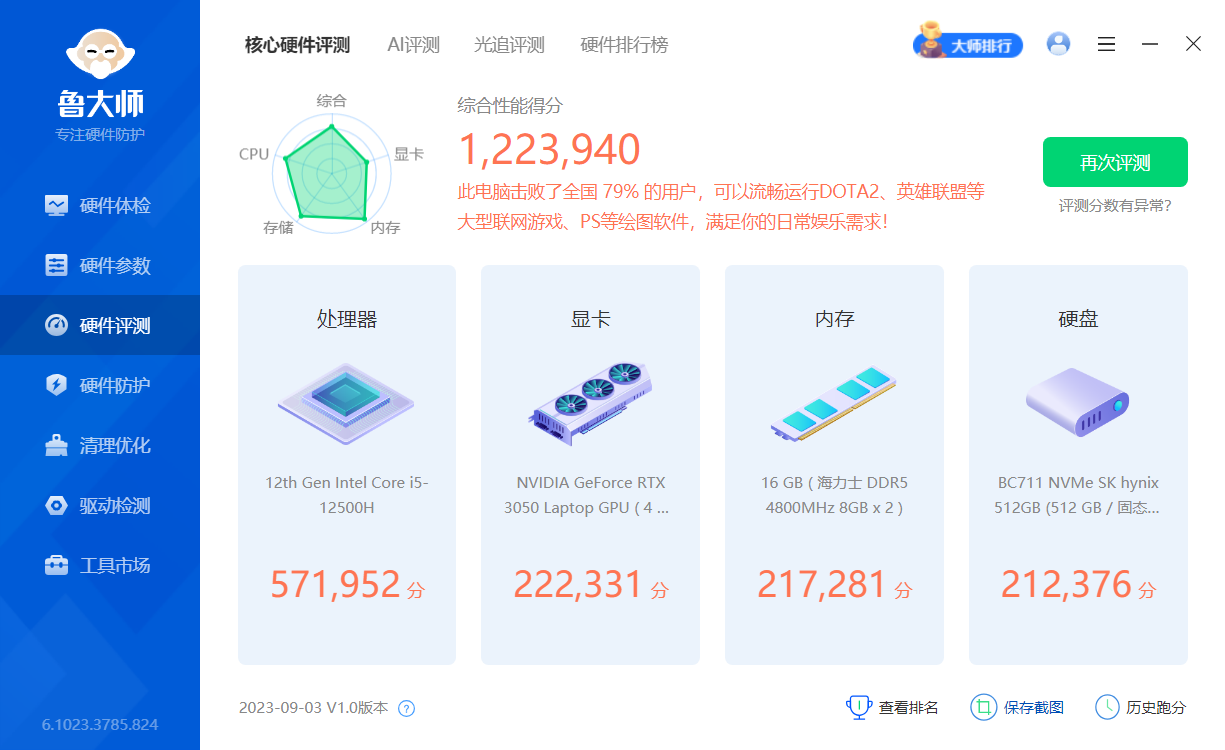 鲁大师
专注硬件防护
硬件体检
硬件参数
硬件评测
硬件防护
清理优化
驱动检测
工具市场
6.1023.3785.824
核心硬件评测 AI评测 光追评测 硬件排行榜
大师排行
综合
CPU
显卡
存储
内存
综合性能得分
1,223,940
此电脑击败了全国 79% 的用户，可以流畅运行DOTA2、英雄联盟等
大型联网游戏、PS等绘图软件，满足你的日常娱乐需求！
再次评测
评测分数有异常？
处理器
12th Gen Intel Core i5-
12500H
571,952 分
显卡
NVIDIA GeForce RTX
3050 Laptop GPU ( 4 ...
222,331 分
内存
16 GB ( 海力士 DDR5
4800MHz 8GB x 2 )
217,281 分
硬盘
BC711 NVMe SK hynix
512GB (512 GB / 固态...
212,376 分
2023-09-03 V1.0版本 ?
查看排名
保存截图
历史跑分